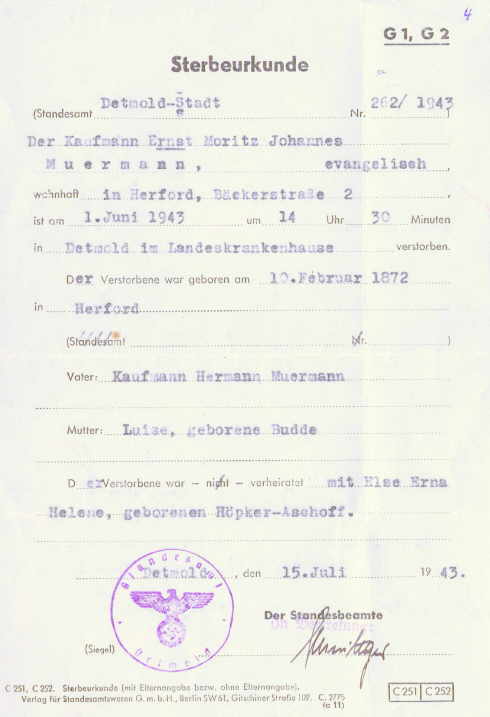 4
G 1, G 2
Sterbeurkunde
(Standesamt Detmold-Stadt Nr. 262/ 1943 )
Der Kaufmann Ernst Moritz Johannes
Muermann, evangelisch ,
wohnhaft in Herford, Bäckerstraße 2 ,
ist am 1. Juni 1943 um 14 Uhr 30 Minuten
in Detmold im Landeskrankenhause verstorben.
Der Verstorbene war geboren am 10.Februar 1872
in Herford
(Standesamt Nr. )
Vater: Kaufmann Hermann Muermann
Mutter: Luise, geborene Budde
Der Verstorbene war – nicht – verheiratet mit Else Erna
Helene, geborenen Höpker-Aschoff.
Detmold , den 15.Juli 1943.
Standesamt
Detmold
Der Standesbeamte
(Siegel)
C 251, C 252. Sterbeurkunde (mit Elternangabe bzw. ohne Elternangabe).
Verlag für Standesamtswesen G. m. b. H., Berlin SW 61, Gitschiner Straße 109. C. 2775
(c 11)
C 251 C 252